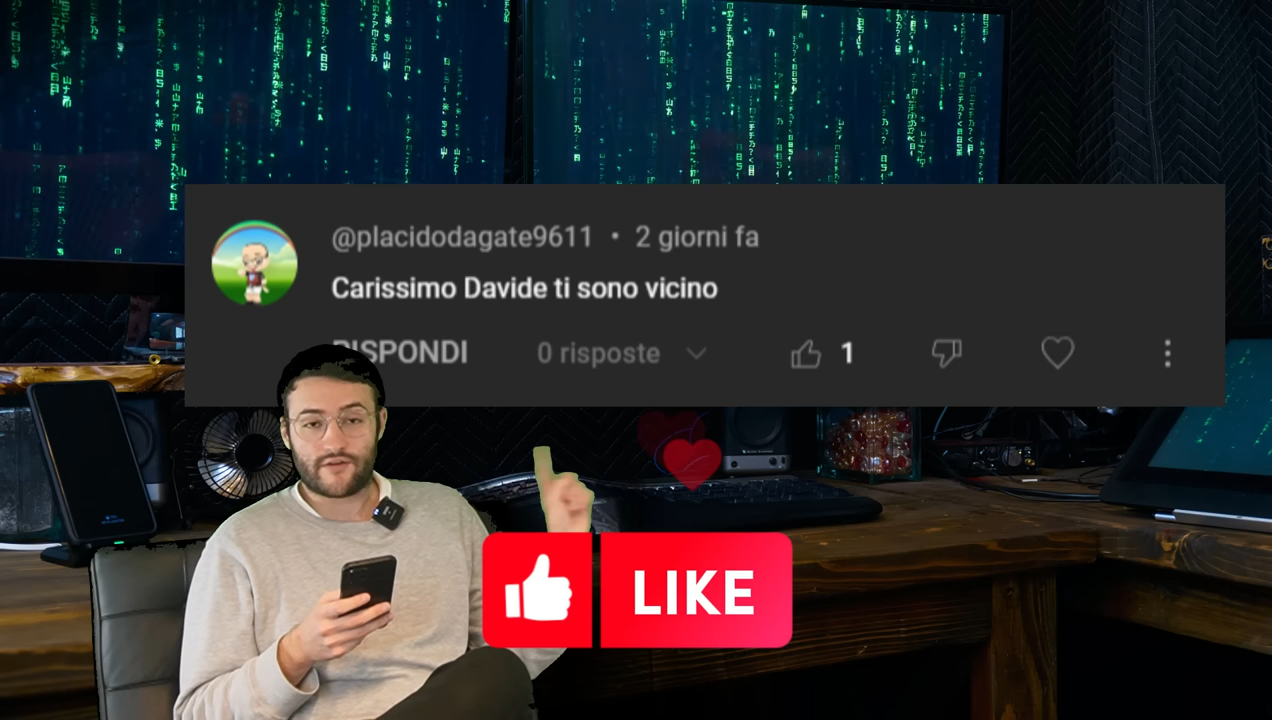 @placidodagate9611 • 2 giorni fa
Carissimo Davide ti sono vicino
RISPONDI 0 risposte 1
LIKE